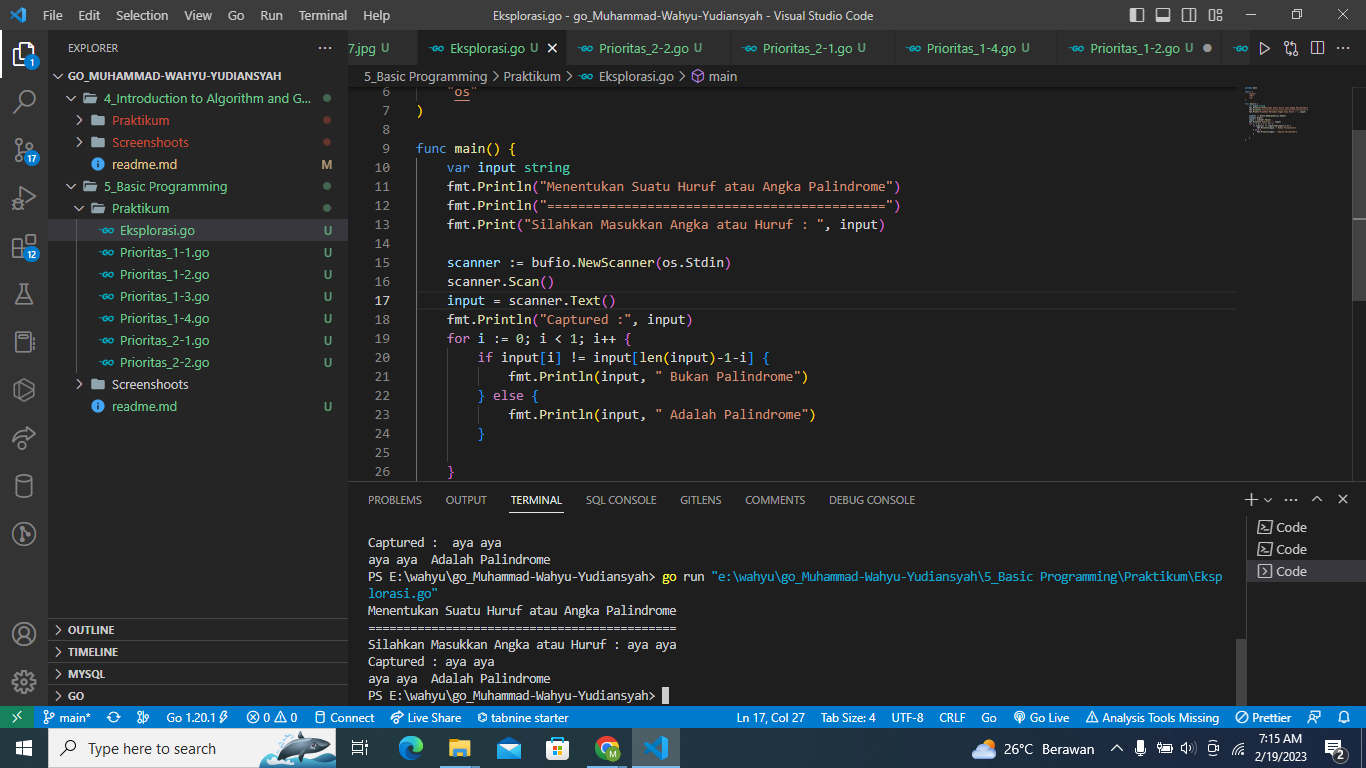 File Edit Selection View Go Run Terminal Help Eksplorasi.go - go_Muhammad-Wahyu-Yudiansyah - Visual Studio Code
EXPLORER ···
7.jpg U Eksplorasi.go U Prioritas_2-2.go U Prioritas_2-1.go U Prioritas_1-4.go U Prioritas_1-2.go U
5_Basic Programming > Praktikum > Eksplorasi.go > main
GO_MUHAMMAD-WAHYU-YUDIANSYAH
4_Introduction to Algorithm and G...
Praktikum
Screenshoots
readme.md M
5_Basic Programming
Praktikum
Eksplorasi.go U
Prioritas_1-1.go U
Prioritas_1-2.go U
Prioritas_1-3.go U
Prioritas_1-4.go U
Prioritas_2-1.go U
Prioritas_2-2.go U
Screenshoots
readme.md U
OUTLINE
TIMELINE
MYSQL
GO
1
17
12
6 "os"
7 )
8
9 func main() {
10 var input string
11 fmt.Println("Menentukan Suatu Huruf atau Angka Palindrome")
12 fmt.Println("============================================")
13 fmt.Print("Silahkan Masukkan Angka atau Huruf : ", input)
14
15 scanner := bufio.NewScanner(os.Stdin)
16 scanner.Scan()
17 input = scanner.Text()
18 fmt.Println("Captured :", input)
19 for i := 0; i < 1; i++ {
20 if input[i] != input[len(input)-1-i] {
21 fmt.Println(input, " Bukan Palindrome")
22 } else {
23 fmt.Println(input, " Adalah Palindrome")
24 }
25
26 }
PROBLEMS OUTPUT TERMINAL SQL CONSOLE GITLENS COMMENTS DEBUG CONSOLE
Captured :  aya aya
aya aya  Adalah Palindrome
PS E:\wahyu\go_Muhammad-Wahyu-Yudiansyah> go run "e:\wahyu\go_Muhammad-Wahyu-Yudiansyah\5_Basic Programming\Praktikum\Eksp
lorasi.go"
Menentukan Suatu Huruf atau Angka Palindrome
============================================
Silahkan Masukkan Angka atau Huruf : aya aya
Captured : aya aya
aya aya  Adalah Palindrome
PS E:\wahyu\go_Muhammad-Wahyu-Yudiansyah>
Code
Code
Code
main* Go 1.20.1 0 0 Connect Live Share tabnine starter Ln 17, Col 27 Tab Size: 4 UTF-8 CRLF Go Go Live Analysis Tools Missing Prettier
Type here to search 26°C Berawan 7:15 AM
2/19/2023
2